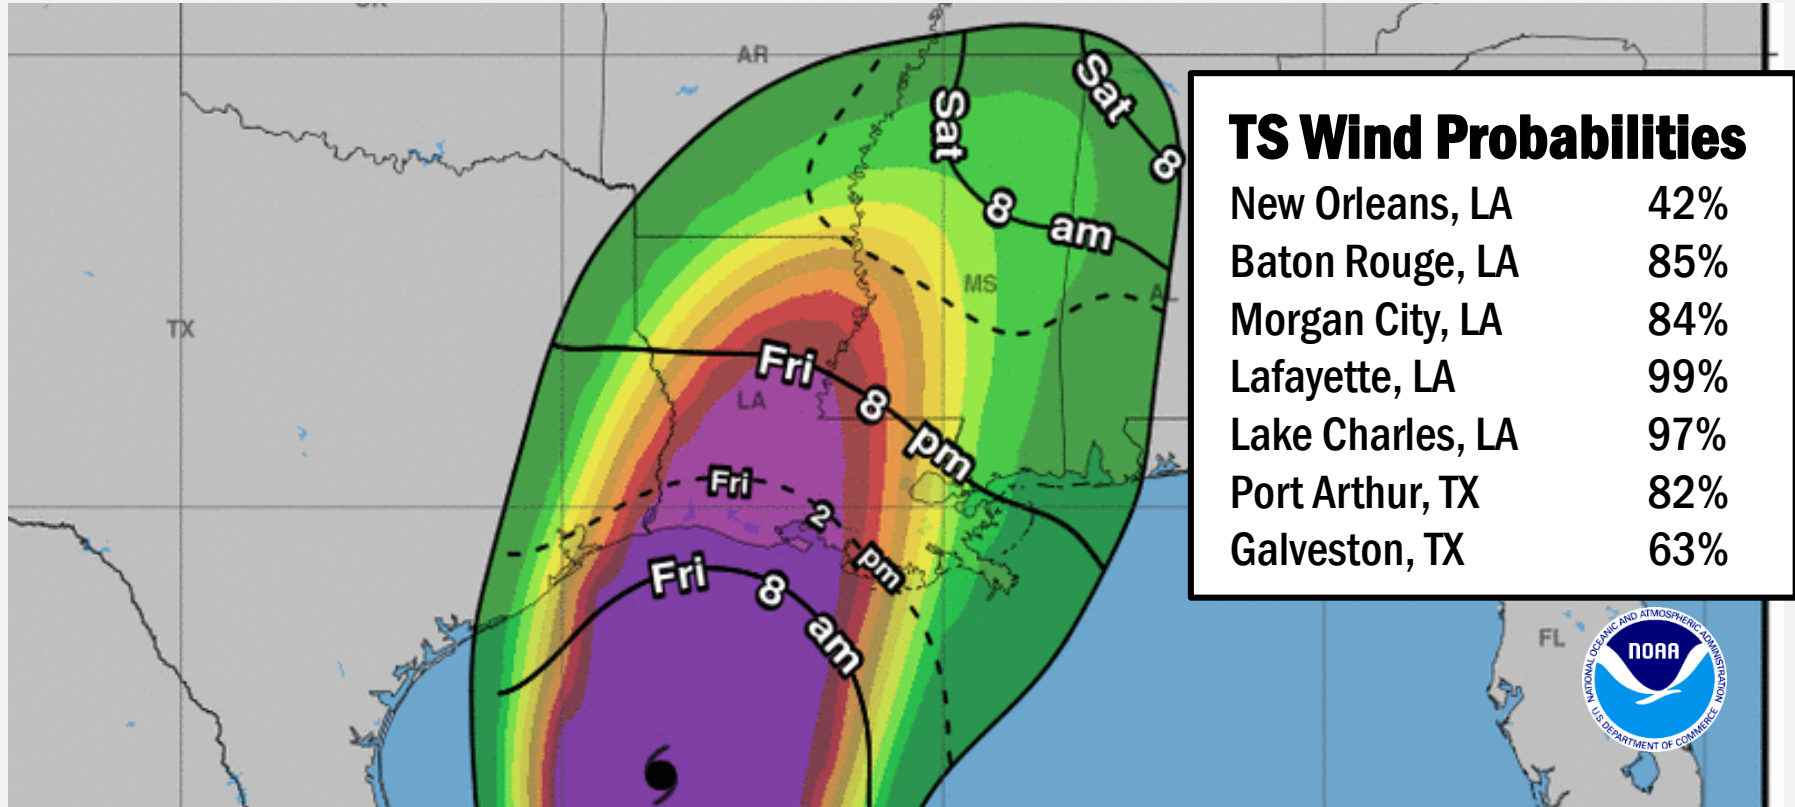 AR
TX
LA
MS
FL
Sat
8
am
Sat
8
Fri
8
pm
Fri
2
pm
Fri
8
am
TS Wind Probabilities
New Orleans, LA 42%
Baton Rouge, LA 85%
Morgan City, LA 84%
Lafayette, LA 99%
Lake Charles, LA 97%
Port Arthur, TX 82%
Galveston, TX 63%
NATIONAL OCEANIC AND ATMOSPHERIC ADMINISTRATION
NOAA
U.S. DEPARTMENT OF COMMERCE